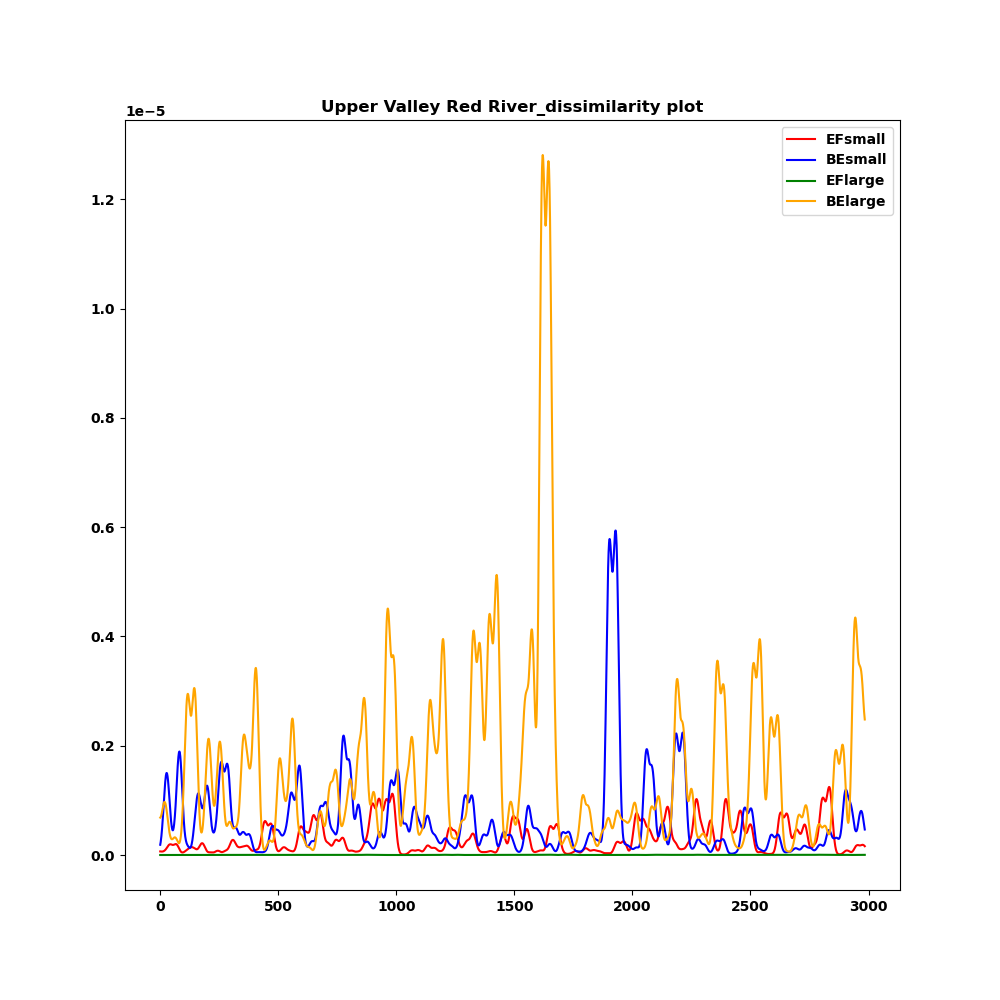 Upper Valley Red River_dissimilarity plot
1e−5
EFsmall
BEsmall
EFlarge
BElarge
1.2
1.0
0.8
0.6
0.4
0.2
0.0
0 500 1000 1500 2000 2500 3000